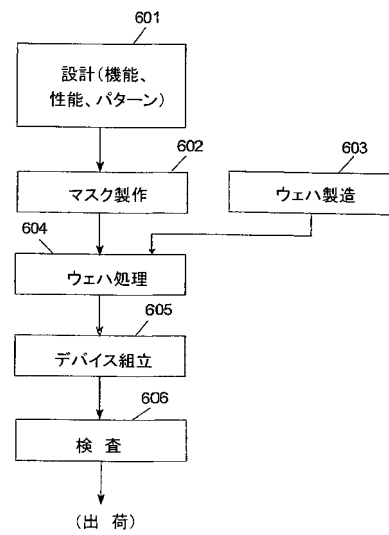 601
設計(機能、
性能、パターン)
602
マスク製作
603
ウェハ製造
604
ウェハ処理
605
デバイス組立
606
検 査
(出 荷)